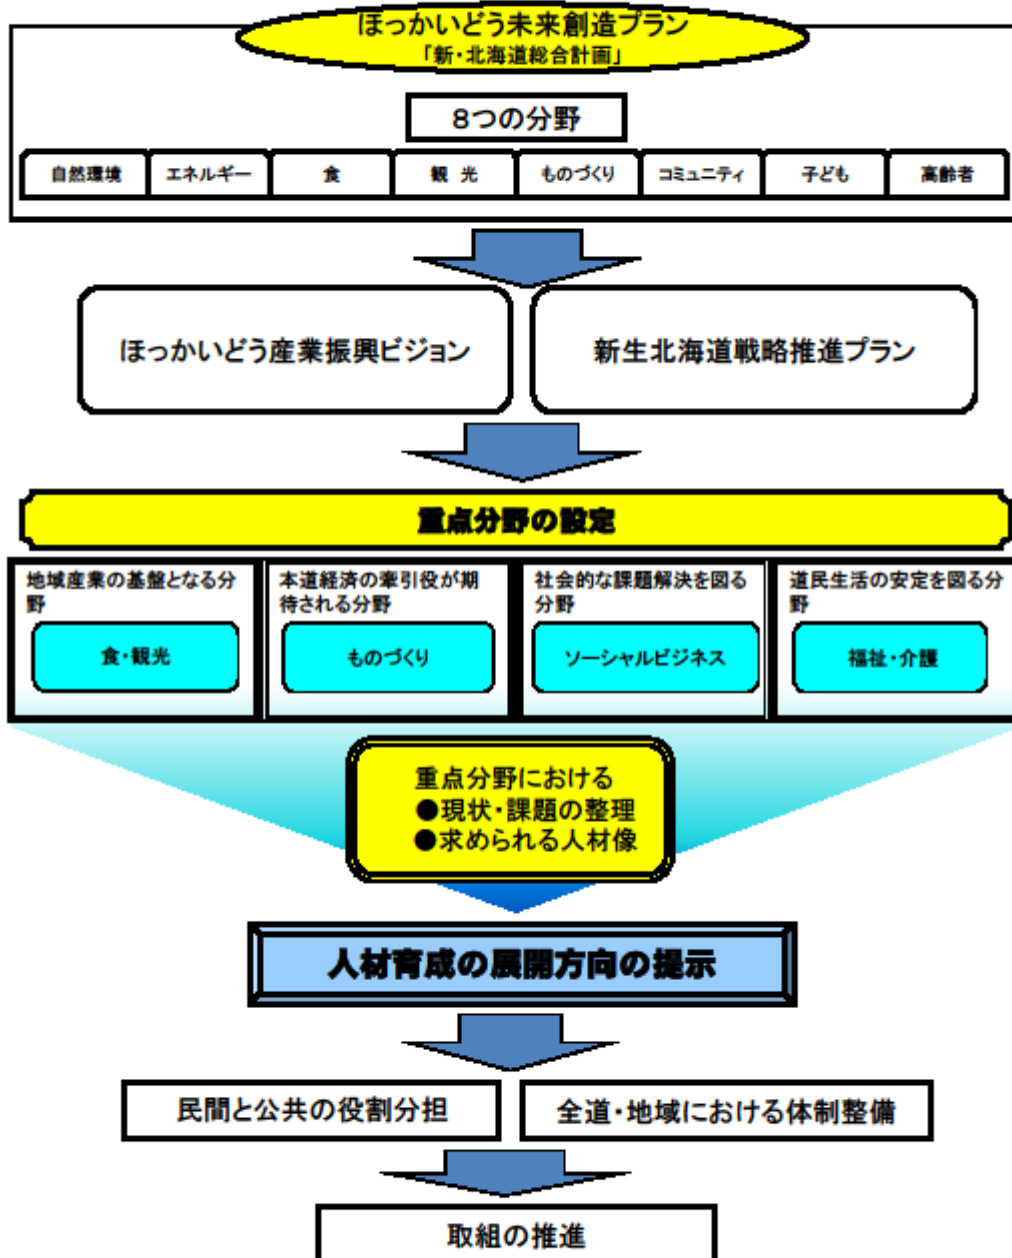 ほっかいどう未来創造プラン
「新・北海道総合計画」
8つの分野
自然環境
エネルギー
食
観 光
ものづくり
コミュニティ
子ども
高齢者
ほっかいどう産業振興ビジョン
新生北海道戦略推進プラン
重点分野の設定
地域産業の基盤となる分
野
食・観光
本道経済の牽引役が期
待される分野
ものづくり
社会的な課題解決を図る
分野
ソーシャルビジネス
道民生活の安定を図る分
野
福祉・介護
重点分野における
●現状・課題の整理
●求められる人材像
人材育成の展開方向の提示
民間と公共の役割分担
全道・地域における体制整備
取組の推進